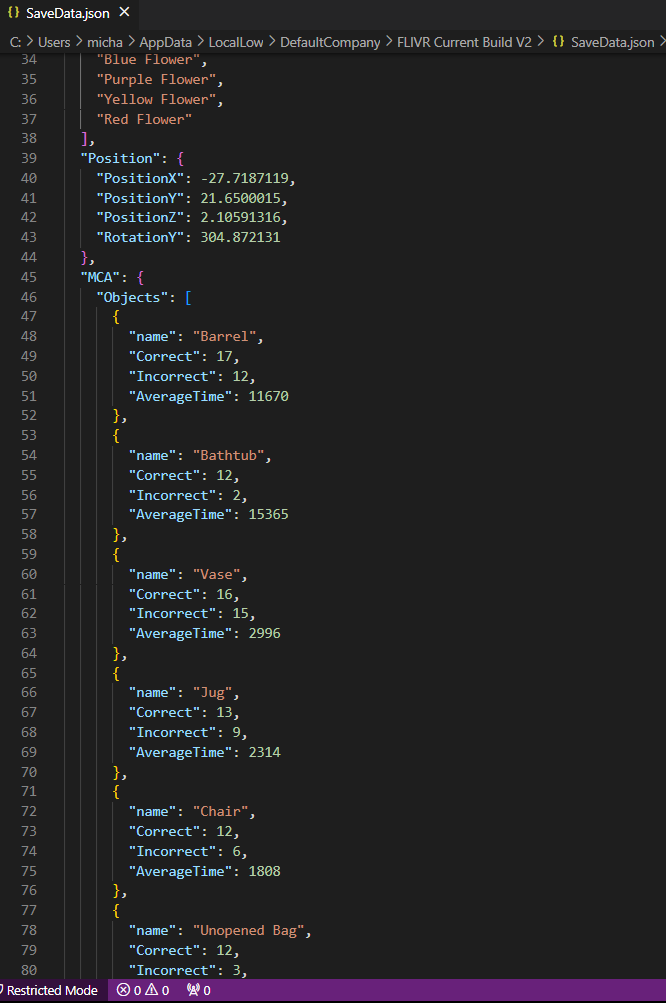 {} SaveData.json ×
C: > Users > micha > AppData > LocalLow > DefaultCompany > FLIVR Current Build V2 > {} SaveData.json >
34 "Blue Flower",
35 "Purple Flower",
36 "Yellow Flower",
37 "Red Flower"
38 ],
39 "Position": {
40 "PositionX": -27.7187119,
41 "PositionY": 21.6500015,
42 "PositionZ": 2.10591316,
43 "RotationY": 304.872131
44 },
45 "MCA": {
46 "Objects": [
47 {
48 "name": "Barrel",
49 "Correct": 17,
50 "Incorrect": 12,
51 "AverageTime": 11670
52 },
53 {
54 "name": "Bathtub",
55 "Correct": 12,
56 "Incorrect": 2,
57 "AverageTime": 15365
58 },
59 {
60 "name": "Vase",
61 "Correct": 16,
62 "Incorrect": 15,
63 "AverageTime": 2996
64 },
65 {
66 "name": "Jug",
67 "Correct": 13,
68 "Incorrect": 9,
69 "AverageTime": 2314
70 },
71 {
72 "name": "Chair",
73 "Correct": 12,
74 "Incorrect": 6,
75 "AverageTime": 1808
76 },
77 {
78 "name": "Unopened Bag",
79 "Correct": 12,
80 "Incorrect": 3,
Restricted Mode 0 0 0